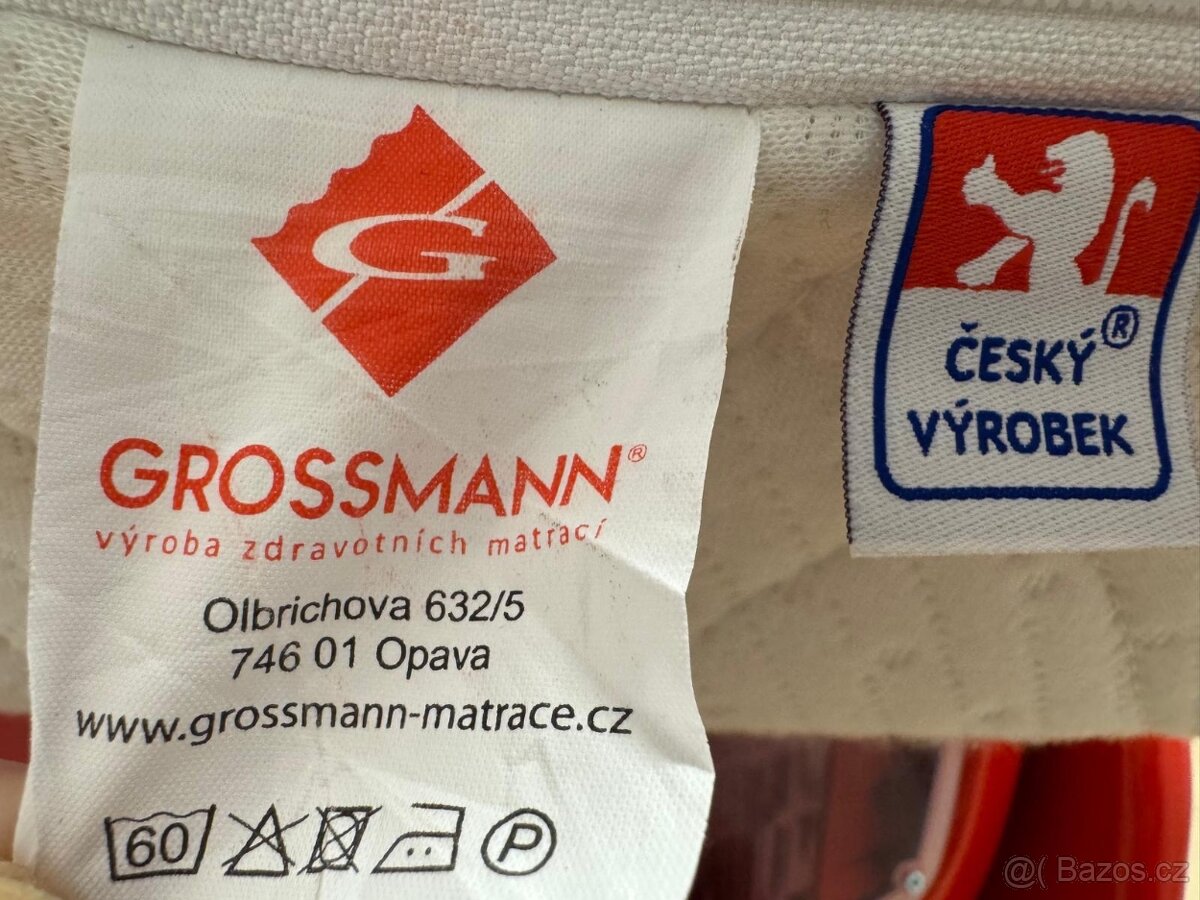 G
GROSSMANN®
výroba zdravotních matrací
Olbrichova 632/5
746 01 Opava
www.grossmann-matrace.cz
60
P
ČESKÝ®
VÝROBEK
@( Bazos.cz